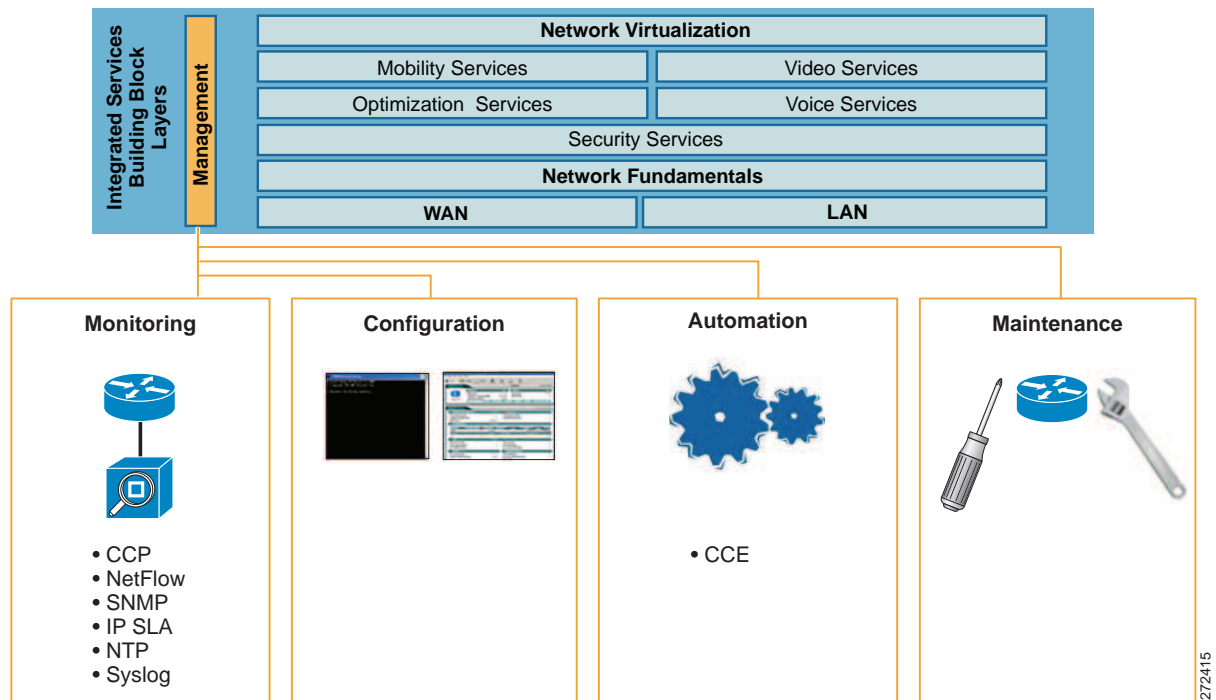 Integrated Services
Building Block
Layers
Management
Network Virtualization
Mobility Services
Video Services
Optimization Services
Voice Services
Security Services
Network Fundamentals
WAN
LAN
Monitoring
• CCP
• NetFlow
• SNMP
• IP SLA
• NTP
• Syslog
Configuration
Automation
• CCE
Maintenance
272415